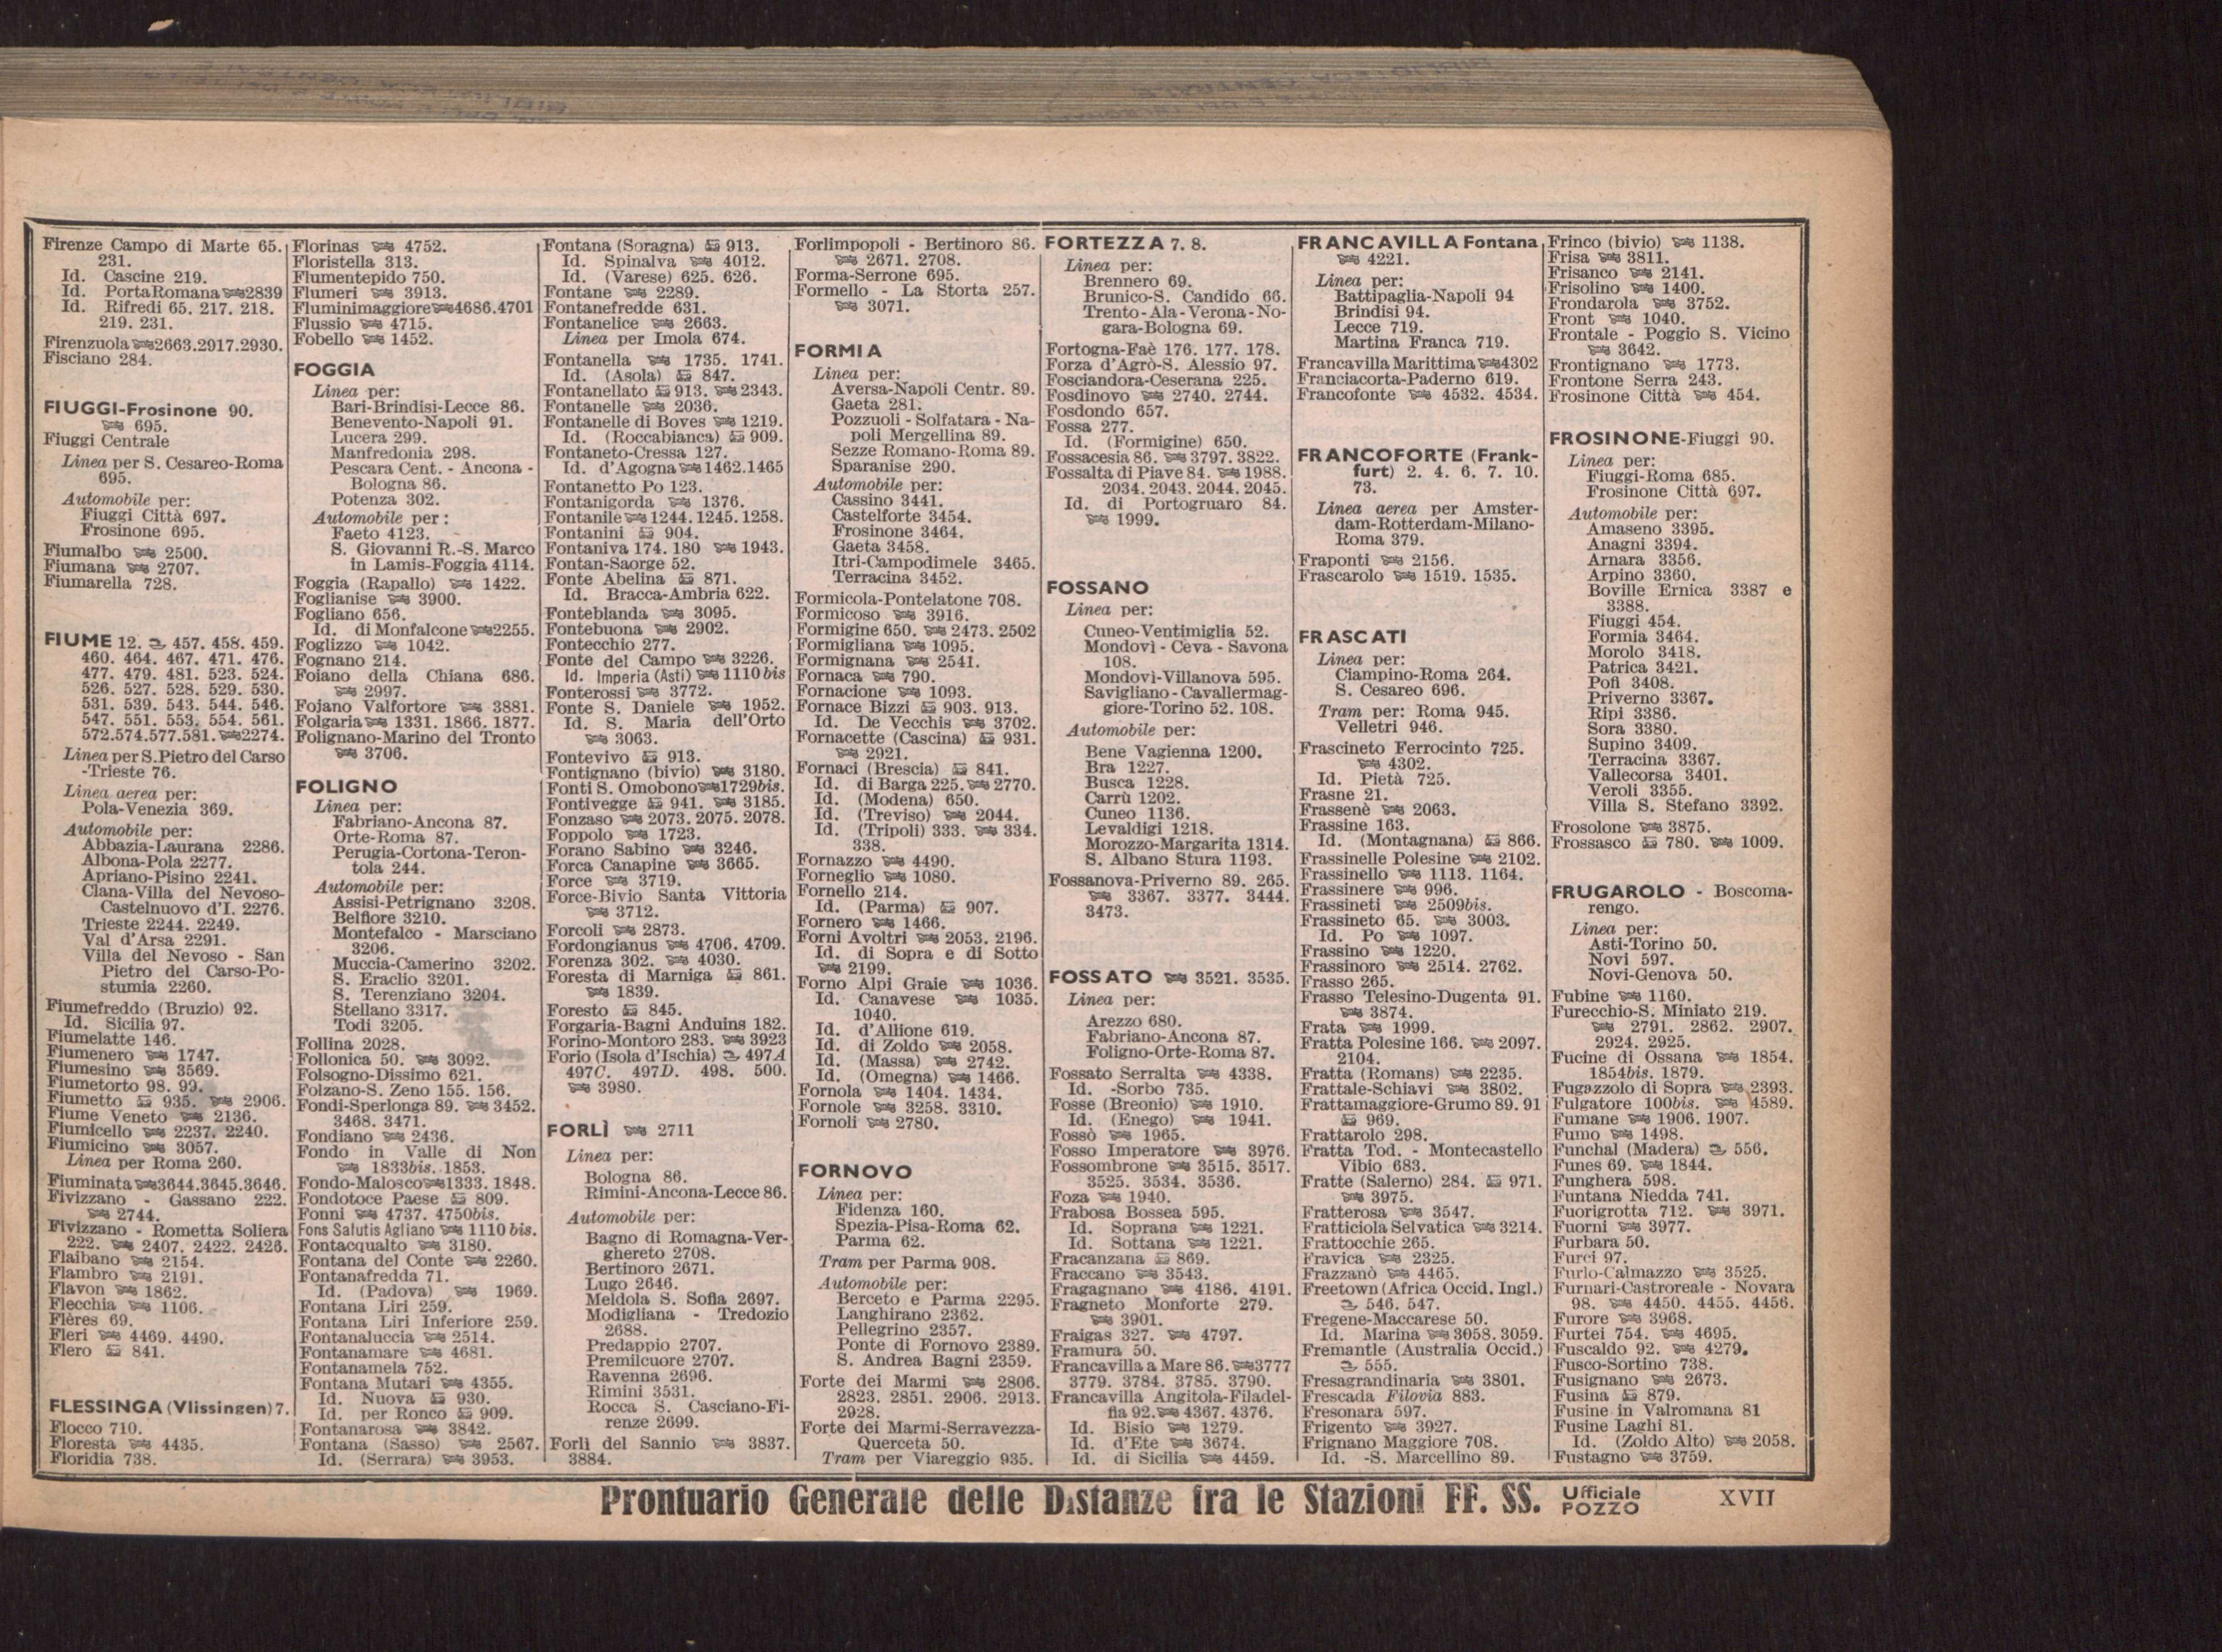 Firenze Campo di Marte 65.
231.
Id. Cascine 219.
Id. Porta Romana 2839
Id. Rifredi 65. 217. 218.
219. 231.
Firenzuola 2663.2917.2930.
Fisciano 284.
FIUGGI-Frosinone 90.
695.
Fiuggi Centrale
Linea per S. Cesareo-Roma
695.
Automobile per:
Fiuggi Città 697.
Frosinone 695.
Fiumalbo 2500.
Fiumana 2707.
Fiumarella 728.
FIUME 12. 457. 458. 459.
460. 464. 467. 471. 476.
477. 479. 481. 523. 524.
526. 527. 528. 529. 530.
531. 539. 543. 544. 546.
547. 551. 553. 554. 561.
572.574.577.581. 2274.
Linea per S.Pietro del Carso
-Trieste 76.
Linea aerea per:
Pola-Venezia 369.
Automobile per:
Abbazia-Laurana 2286.
Albona-Pola 2277.
Apriano-Pisino 2241.
Clana-Villa del Nevoso-
Castelnuovo d'I. 2276.
Trieste 2244. 2249.
Val d'Arsa 2291.
Villa del Nevoso - San
Pietro del Carso-Po-
stumia 2260.
Fiumefreddo (Bruzio) 92.
Id. Sicilia 97.
Fiumelatte 146.
Fiumenero 1747.
Fiumesino 3569.
Fiumetorto 98. 99.
Fiumetto 935. 2906.
Fiume Veneto 2136.
Fiumicello 2237. 2240.
Fiumicino 3057.
Linea per Roma 260.
Fiuminata 3644.3645.3646.
Fivizzano - Gassano 222.
2744.
Fivizzano - Rometta Soliera
222. 2407. 2422. 2426.
Flaibano 2154.
Flambro 2191.
Flavon 1862.
Flecchia 1106.
Flères 69.
Fleri 4469. 4490.
Flero 841.
FLESSINGA (Vlissingen) 7.
Flocco 710.
Floresta 4435.
Floridia 738.
Florinas 4752.
Floristella 313.
Flumentepido 750.
Flumeri 3913.
Fluminimaggiore 4686.4701
Flussio 4715.
Fobello 1452.
FOGGIA
Linea per:
Bari-Brindisi-Lecce 86.
Benevento-Napoli 91.
Lucera 299.
Manfredonia 298.
Pescara Cent. - Ancona -
Bologna 86.
Potenza 302.
Automobile per:
Faeto 4123.
S. Giovanni R.-S. Marco
in Lamis-Foggia 4114.
Foggia (Rapallo) 1422.
Foglianise 3900.
Fogliano 656.
Id. di Monfalcone 2255.
Foglizzo 1042.
Fognano 214.
Foiano della Chiana 686.
2997.
Fojano Valfortore 3881.
Folgaria 1331. 1866. 1877.
Folignano-Marino del Tronto
3706.
FOLIGNO
Linea per:
Fabriano-Ancona 87.
Orte-Roma 87.
Perugia-Cortona-Teron-
tola 244.
Automobile per:
Assisi-Petrignano 3208.
Belfiore 3210.
Montefalco - Marsciano
3206.
Muccia-Camerino 3202.
S. Eraclio 3201.
S. Terenziano 3204.
Stellano 3317.
Todi 3205.
Follina 2028.
Follonica 50. 3092.
Folsogno-Dissimo 621.
Folzano-S. Zeno 155. 156.
Fondi-Sperlonga 89. 3452.
3468. 3471.
Fondiano 2436.
Fondo in Valle di Non
1833bis. 1853.
Fondo-Malosco 1333. 1848.
Fondotoce Paese 809.
Fonni 4737. 4750bis.
Fons Salutis Agliano 1110 bis.
Fontacqualto 3180.
Fontana del Conte 2260.
Fontanafredda 71.
Id. (Padova) 1969.
Fontana Liri 259.
Fontana Liri Inferiore 259.
Fontanaluccia 2514.
Fontanamare 4681.
Fontanamela 752.
Fontana Mutari 4355.
Id. Nuova 930.
Id. per Ronco 909.
Fontanarosa 3842.
Fontana (Sasso) 2567.
Id. (Serrara) 3953.
Fontana (Soragna) 913.
Id. Spinalva 4012.
Id. (Varese) 625. 626.
Fontane 2289.
Fontanefredde 631.
Fontanelice 2663.
Linea per Imola 674.
Fontanella 1735. 1741.
Id. (Asola) 847.
Fontanellato 913. 2343.
Fontanelle 2036.
Fontanelle di Boves 1219.
Id. (Roccabianca) 909.
Fontaneto-Cressa 127.
Id. d'Agogna 1462.1465
Fontanetto Po 123.
Fontanigorda 1376.
Fontanile 1244. 1245. 1258.
Fontanini 904.
Fontaniva 174. 180 1943.
Fontan-Saorge 52.
Fonte Abelina 871.
Id. Bracca-Ambria 622.
Fonteblanda 3095.
Fontebuona 2902.
Fontecchio 277.
Fonte del Campo 3226.
Id. Imperia (Asti) 1110 bis
Fonterossi 3772.
Fonte S. Daniele 1952.
Id. S. Maria dell'Orto
3063.
Fontevivo 913.
Fontignano (bivio) 3180.
Fonti S. Omobono 1729bis.
Fontivegge 941. 3185.
Fonzaso 2073. 2075. 2078.
Foppolo 1723.
Forano Sabino 3246.
Forca Canapine 3665.
Force 3719.
Force-Bivio Santa Vittoria
3712.
Forcoli 2873.
Fordongianus 4706. 4709.
Forenza 302. 4030.
Foresta di Marniga 861.
1839.
Foresto 845.
Forgaria-Bagni Anduins 182.
Forino-Montoro 283. 3923
Forio (Isola d'Ischia) 497A
497C. 497D. 498. 500.
3980.
FORLÌ 2711
Linea per:
Bologna 86.
Rimini-Ancona-Lecce 86.
Automobile per:
Bagno di Romagna-Ver-
ghereto 2708.
Bertinoro 2671.
Lugo 2646.
Meldola S. Sofia 2697.
Modigliana - Tredozio
2688.
Predappio 2707.
Premilcuore 2707.
Ravenna 2696.
Rimini 3531.
Rocca S. Casciano-Fi-
renze 2699.
Forlì del Sannio 3837.
3884.
Forlimpopoli - Bertinoro 86.
2671. 2708.
Forma-Serrone 695.
Formello - La Storta 257.
3071.
FORMIA
Linea per:
Aversa-Napoli Centr. 89.
Gaeta 281.
Pozzuoli - Solfatara - Na-
poli Mergellina 89.
Sezze Romano-Roma 89.
Sparanise 290.
Automobile per:
Cassino 3441.
Castelforte 3454.
Frosinone 3464.
Gaeta 3458.
Itri-Campodimele 3465.
Terracina 3452.
Formicola-Pontelatone 708.
Formicoso 3916.
Formigine 650. 2473. 2502
Formigliana 1095.
Formignana 2541.
Fornaca 790.
Fornacione 1093.
Fornace Bizzi 903. 913.
Id. De Vecchis 3702.
Fornacette (Cascina) 931.
2921.
Fornaci (Brescia) 841.
Id. di Barga 225. 2770.
Id. (Modena) 650.
Id. (Treviso) 2044.
Id. (Tripoli) 333. 334.
338.
Fornazzo 4490.
Forneglio 1080.
Fornello 214.
Id. (Parma) 907.
Fornero 1466.
Forni Avoltri 2053. 2196.
Id. di Sopra e di Sotto
2199.
Forno Alpi Graie 1036.
Id. Canavese 1035.
1040.
Id. d'Allione 619.
Id. di Zoldo 2058.
Id. (Massa) 2742.
Id. (Omegna) 1466.
Fornola 1404. 1434.
Fornole 3258. 3310.
Fornoli 2780.
FORNOVO
Linea per:
Fidenza 160.
Spezia-Pisa-Roma 62.
Parma 62.
Tram per Parma 908.
Automobile per:
Berceto e Parma 2295.
Langhirano 2362.
Pellegrino 2357.
Ponte di Fornovo 2389.
S. Andrea Bagni 2359.
Forte dei Marmi 2806.
2823. 2851. 2906. 2913.
2928.
Forte dei Marmi-Serravezza-
Querceta 50.
Tram per Viareggio 935.
FORTEZZA 7. 8.
Linea per:
Brennero 69.
Brunico-S. Candido 66.
Trento-Ala-Verona-No-
gara-Bologna 69.
Fortogna-Faè 176. 177. 178.
Forza d'Agrò-S. Alessio 97.
Fosciandora-Ceserana 225.
Fosdinovo 2740. 2744.
Fosdondo 657.
Fossa 277.
Id. (Formigine) 650.
Fossacesia 86. 3797. 3822.
Fossalta di Piave 84. 1988.
2034. 2043. 2044. 2045.
Id. di Portogruaro 84.
1999.
FOSSANO
Linea per:
Cuneo-Ventimiglia 52.
Mondovì - Ceva - Savona
108.
Mondovì-Villanova 595.
Savigliano-Cavallermag-
giore-Torino 52. 108.
Automobile per:
Bene Vagienna 1200.
Bra 1227.
Busca 1228.
Carrù 1202.
Cuneo 1136.
Levaldigi 1218.
Morozzo-Margarita 1314.
S. Albano Stura 1193.
Fossanova-Priverno 89. 265.
3367. 3377. 3444.
3473.
FOSSATO 3521. 3535.
Linea per:
Arezzo 680.
Fabriano-Ancona 87.
Foligno-Orte-Roma 87.
Fossato Serralta 4338.
Id. -Sorbo 735.
Fosse (Breonio) 1910.
Id. (Enego) 1941.
Fossò 1965.
Fosso Imperatore 3976.
Fossombrone 3515. 3517.
3525. 3534. 3536.
Foza 1940.
Frabosa Bossea 595.
Id. Soprana 1221.
Id. Sottana 1221.
Fracanzana 869.
Fraccano 3543.
Fragagnano 4186. 4191.
Fragneto Monforte 279.
3901.
Fraigas 327. 4797.
Framura 50.
Francavilla a Mare 86. 3777
3779. 3784. 3785. 3790.
Francavilla Angitola-Filadel-
fia 92. 4367. 4376.
Id. Bisio 1279.
Id. d'Ete 3674.
Id. di Sicilia 4459.
FRANCAVILLA Fontana
4221.
Linea per:
Battipaglia-Napoli 94
Brindisi 94.
Lecce 719.
Martina Franca 719.
Francavilla Marittima 4302
Franciacorta-Paderno 619.
Francofonte 4532. 4534.
FRANCOFORTE (Frank-
furt) 2. 4. 6. 7. 10.
73.
Linea aerea per Amster-
dam-Rotterdam-Milano-
Roma 379.
Fraponti 2156.
Frascarolo 1519. 1535.
FRASCATI
Linea per:
Ciampino-Roma 264.
S. Cesareo 696.
Tram per: Roma 945.
Velletri 946.
Frascineto Ferrocinto 725.
4302.
Id. Pietà 725.
Frasne 21.
Frassenè 2063.
Frassine 163.
Id. (Montagnana) 866.
Frassinelle Polesine 2102.
Frassinello 1113. 1164.
Frassinere 996.
Frassineti 2509bis.
Frassineto 65. 3003.
Id. Po 1097.
Frassino 1220.
Frassinoro 2514. 2762.
Frasso 265.
Frasso Telesino-Dugenta 91.
3874.
Frata 1999.
Fratta Polesine 166. 2097.
2104.
Fratta (Romans) 2235.
Frattale-Schiavi 3802.
Frattamaggiore-Grumo 89. 91
969.
Frattarolo 298.
Fratta Tod. - Montecastello
Vibio 683.
Fratte (Salerno) 284. 971.
3975.
Fratterosa 3547.
Fratticiola Selvatica 3214.
Frattocchie 265.
Fravica 2325.
Frazzanò 4465.
Freetown (Africa Occid. Ingl.)
546. 547.
Fregene-Maccarese 50.
Id. Marina 3058. 3059.
Fremantle (Australia Occid.)
555.
Fresagrandinaria 3801.
Frescada Filovia 883.
Fresonara 597.
Frigento 3927.
Frignano Maggiore 708.
Id. -S. Marcellino 89.
Frinco (bivio) 1138.
Frisa 3811.
Frisanco 2141.
Frisolino 1400.
Frondarola 3752.
Front 1040.
Frontale - Poggio S. Vicino
3642.
Frontignano 1773.
Frontone Serra 243.
Frosinone Città 454.
FROSINONE-Fiuggi 90.
Linea per:
Fiuggi-Roma 685.
Frosinone Città 697.
Automobile per:
Amaseno 3395.
Anagni 3394.
Arnara 3356.
Arpino 3360.
Boville Ernica 3387 e
3388.
Fiuggi 454.
Formia 3464.
Morolo 3418.
Patrica 3421.
Pofi 3408.
Priverno 3367.
Ripi 3386.
Sora 3380.
Supino 3409.
Terracina 3367.
Vallecorsa 3401.
Veroli 3355.
Villa S. Stefano 3392.
Frosolone 3875.
Frossasco 780. 1009.
FRUGAROLO - Boscoma-
rengo.
Linea per:
Asti-Torino 50.
Novi 597.
Novi-Genova 50.
Fubine 1160.
Furecchio-S. Miniato 219.
2791. 2862. 2907.
2924. 2925.
Fucine di Ossana 1854.
1854bis. 1879.
Fugazzolo di Sopra 2393.
Fulgatore 100bis. 4589.
Fumane 1906. 1907.
Fumo 1498.
Funchal (Madera) 556.
Funes 69. 1844.
Funghera 598.
Funtana Niedda 741.
Fuorigrotta 712. 3971.
Fuorni 3977.
Furbara 50.
Furci 97.
Furlo-Calmazzo 3525.
Furnari-Castroreale - Novara
98. 4450. 4455. 4456.
Furore 3968.
Furtei 754. 4695.
Fuscaldo 92. 4279.
Fusco-Sortino 738.
Fusignano 2673.
Fusina 879.
Fusine in Valromana 81
Fusine Laghi 81.
Id. (Zoldo Alto) 2058.
Fustagno 3759.
Prontuario Generale delle Distanze fra le Stazioni FF. SS. Ufficiale POZZO
XVII